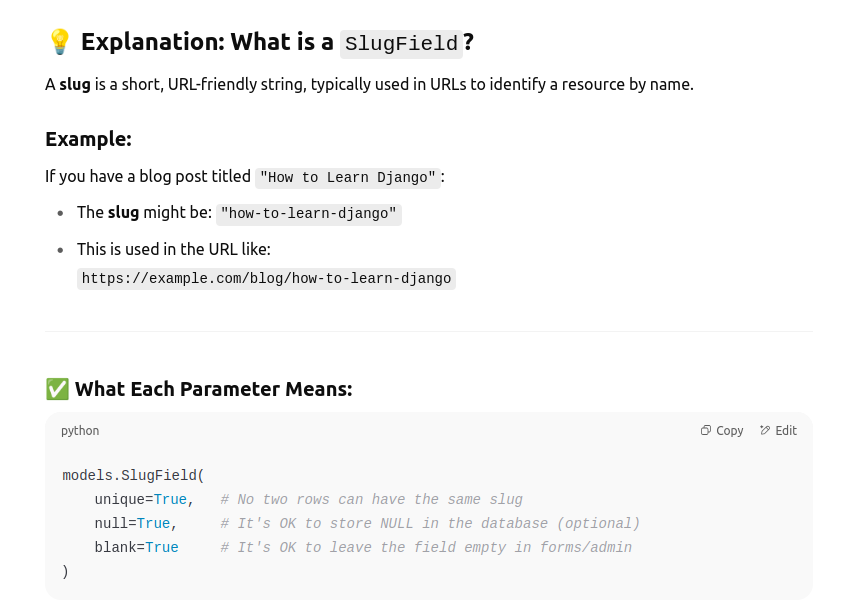 💡 Explanation: What is a SlugField?
A slug is a short, URL-friendly string, typically used in URLs to identify a resource by name.
Example:
If you have a blog post titled "How to Learn Django":
• The slug might be: "how-to-learn-django"
• This is used in the URL like:
https://example.com/blog/how-to-learn-django
✅ What Each Parameter Means:
python Copy Edit
models.SlugField(
    unique=True,   # No two rows can have the same slug
    null=True,     # It's OK to store NULL in the database (optional)
    blank=True     # It's OK to leave the field empty in forms/admin
)